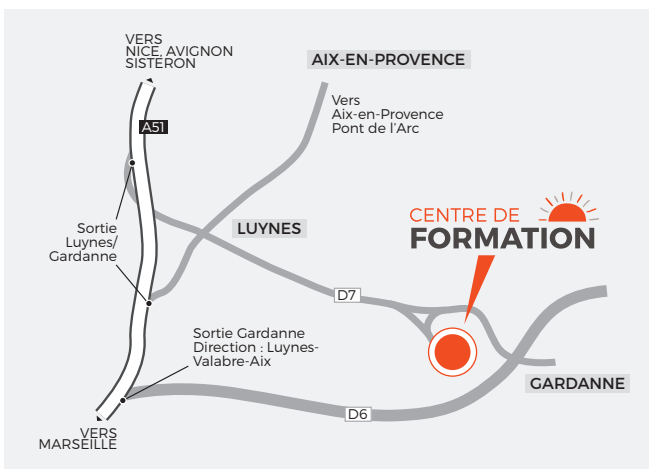 VERS
NICE, AVIGNON
SISTERON
AIX-EN-PROVENCE
Vers
Aix-en-Provence
Pont de l'Arc
A51
Sortie
Luynes/
Gardanne
LUYNES
CENTRE DE
FORMATION
D7
Sortie Gardanne
Direction : Luynes-
Valabre-Aix
GARDANNE
D6
VERS
MARSEILLE